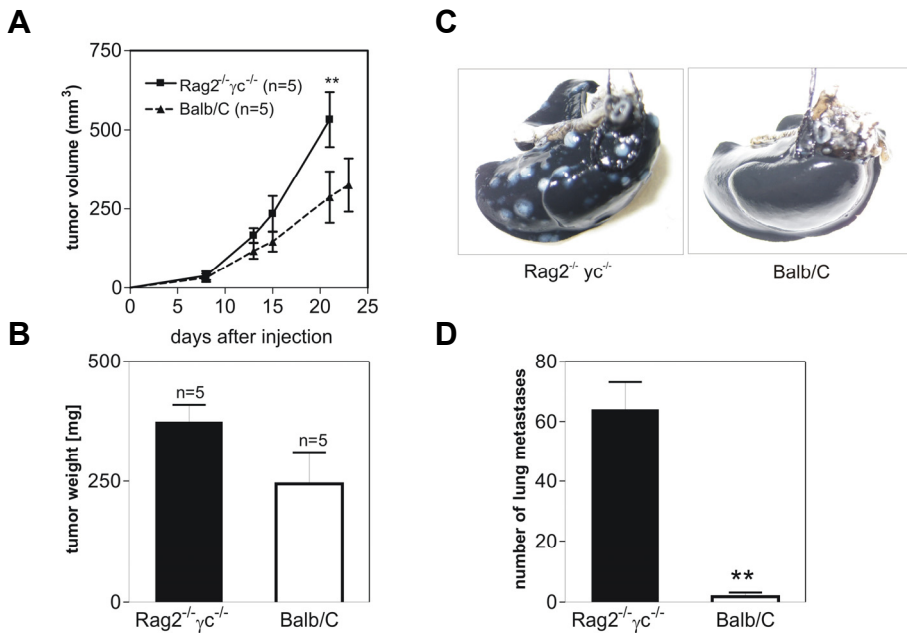 A
750
500
250
0
tumor volume (mm³)
Rag2⁻/⁻γc⁻/⁻ (n=5)
Balb/C (n=5)
**
0 5 10 15 20 25
days after injection
B
500
250
0
tumor weight [mg]
n=5
n=5
Rag2⁻/⁻γc⁻/⁻ Balb/C
C
Rag2⁻/⁻ yc⁻/⁻ Balb/C
D
80
60
40
20
0
number of lung metastases
**
Rag2⁻/⁻γc⁻/⁻ Balb/C